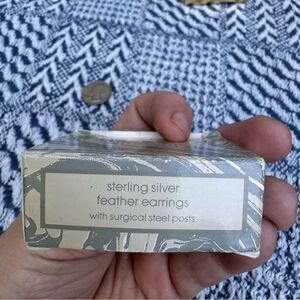 sterling silver
feather earrings
with surgical steel posts